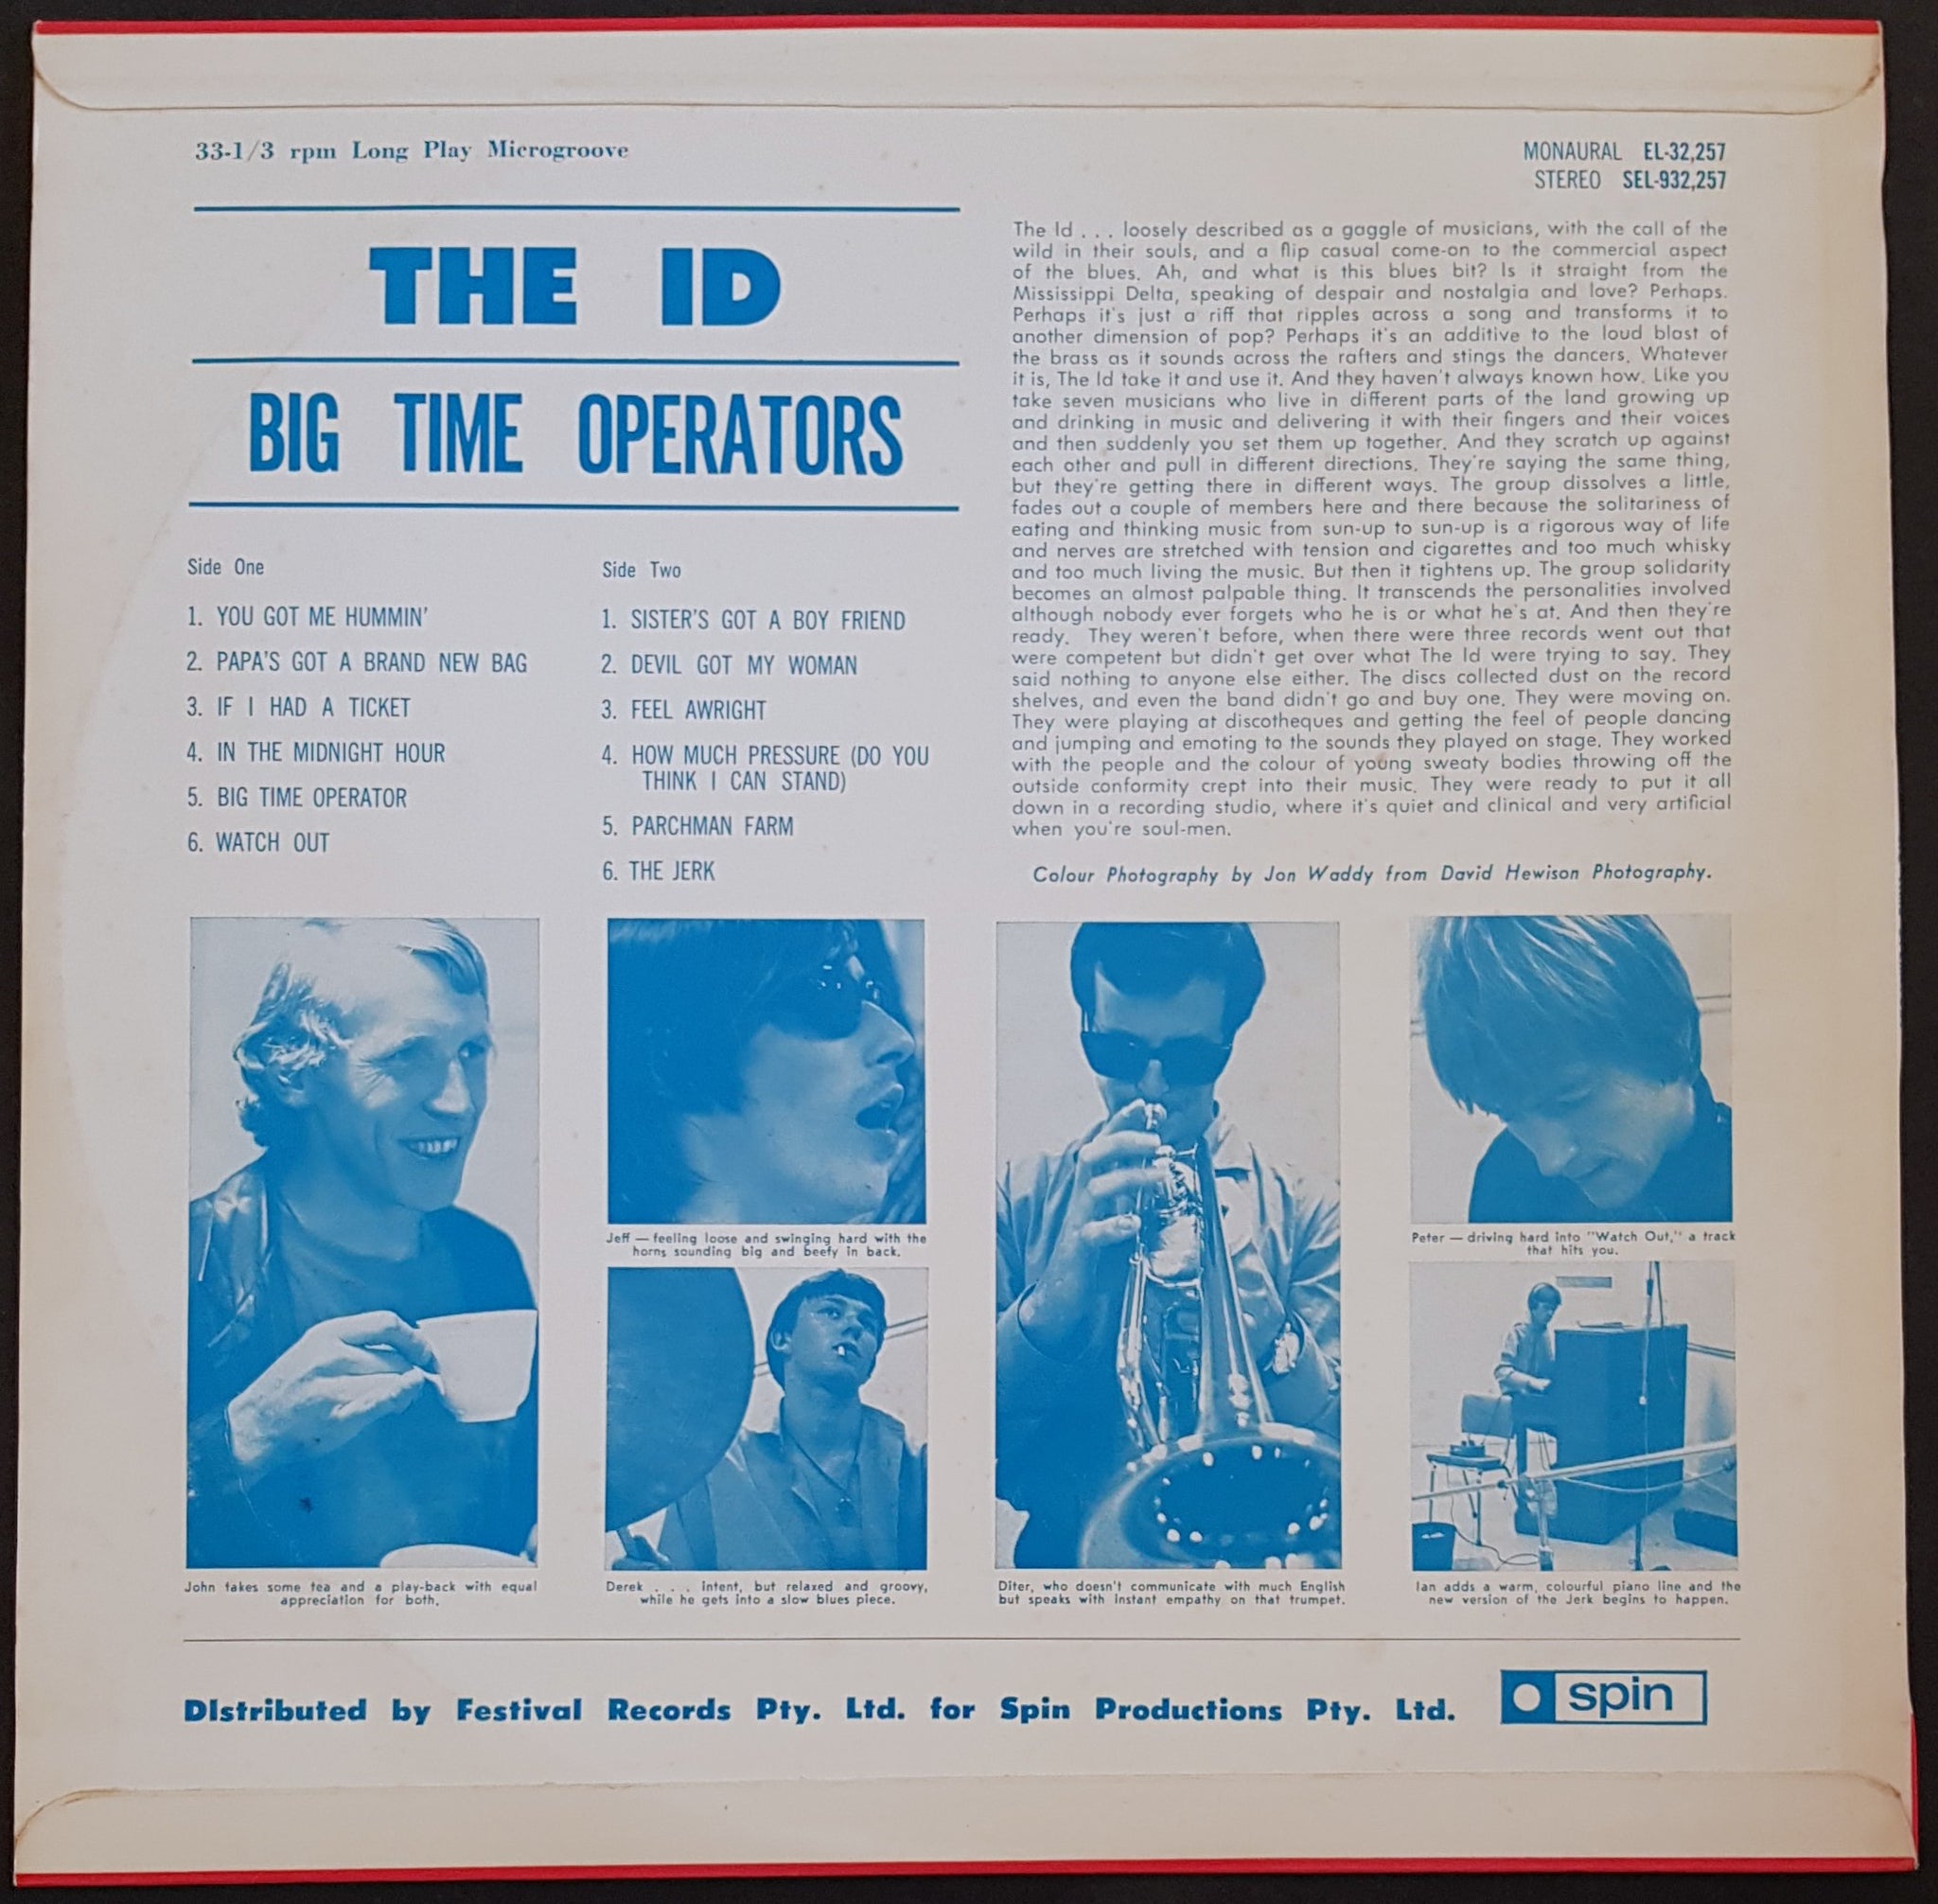 33-1/3 rpm Long Play Microgroove
MONAURAL EL-32,257
STEREO SEL-932,257
THE ID
BIG TIME OPERATORS
Side One
1. YOU GOT ME HUMMIN'
2. PAPA'S GOT A BRAND NEW BAG
3. IF I HAD A TICKET
4. IN THE MIDNIGHT HOUR
5. BIG TIME OPERATOR
6. WATCH OUT
Side Two
1. SISTER'S GOT A BOY FRIEND
2. DEVIL GOT MY WOMAN
3. FEEL AWRIGHT
4. HOW MUCH PRESSURE (DO YOU
THINK I CAN STAND)
5. PARCHMAN FARM
6. THE JERK
The Id . . . loosely described as a gaggle of musicians, with the call of the
wild in their souls, and a flip casual come-on to the commercial aspect
of the blues. Ah, and what is this blues bit? Is it straight from the
Mississippi Delta, speaking of despair and nostalgia and love? Perhaps.
Perhaps it's just a riff that ripples across a song and transforms it to
another dimension of pop? Perhaps it's an additive to the loud blast of
the brass as it sounds across the rafters and stings the dancers. Whatever
it is, The Id take it and use it. And they haven't always known how. Like you
take seven musicians who live in different parts of the land growing up
and drinking in music and delivering it with their fingers and their voices
and then suddenly you set them up together. And they scratch up against
each other and pull in different directions. They're saying the same thing,
but they're getting there in different ways. The group dissolves a little,
fades out a couple of members here and there because the solitariness of
eating and thinking music from sun-up to sun-up is a rigorous way of life
and nerves are stretched with tension and cigarettes and too much whisky
and too much living the music. But then it tightens up. The group solidarity
becomes an almost palpable thing. It transcends the personalities involved
although nobody ever forgets who he is or what he's at. And then they're
ready. They weren't before, when there were three records went out that
were competent but didn't get over what The Id were trying to say. They
said nothing to anyone else either. The discs collected dust on the record
shelves, and even the band didn't go and buy one. They were moving on.
They were playing at discotheques and getting the feel of people dancing
and jumping and emoting to the sounds they played on stage. They worked
with the people and the colour of young sweaty bodies throwing off the
outside conformity crept into their music. They were ready to put it all
down in a recording studio, where it's quiet and clinical and very artificial
when you're soul-men.
Colour Photography by Jon Waddy from David Hewison Photography.
Jeff — feeling loose and swinging hard with the
horns sounding big and beefy in back.
Peter — driving hard into "Watch Out," a track
that hits you.
John takes some tea and a play-back with equal
appreciation for both.
Derek . . . intent, but relaxed and groovy,
while he gets into a slow blues piece.
Diter, who doesn't communicate with much English
but speaks with instant empathy on that trumpet.
Ian adds a warm, colourful piano line and the
new version of the Jerk begins to happen.
Distributed by Festival Records Pty. Ltd. for Spin Productions Pty. Ltd.
spin